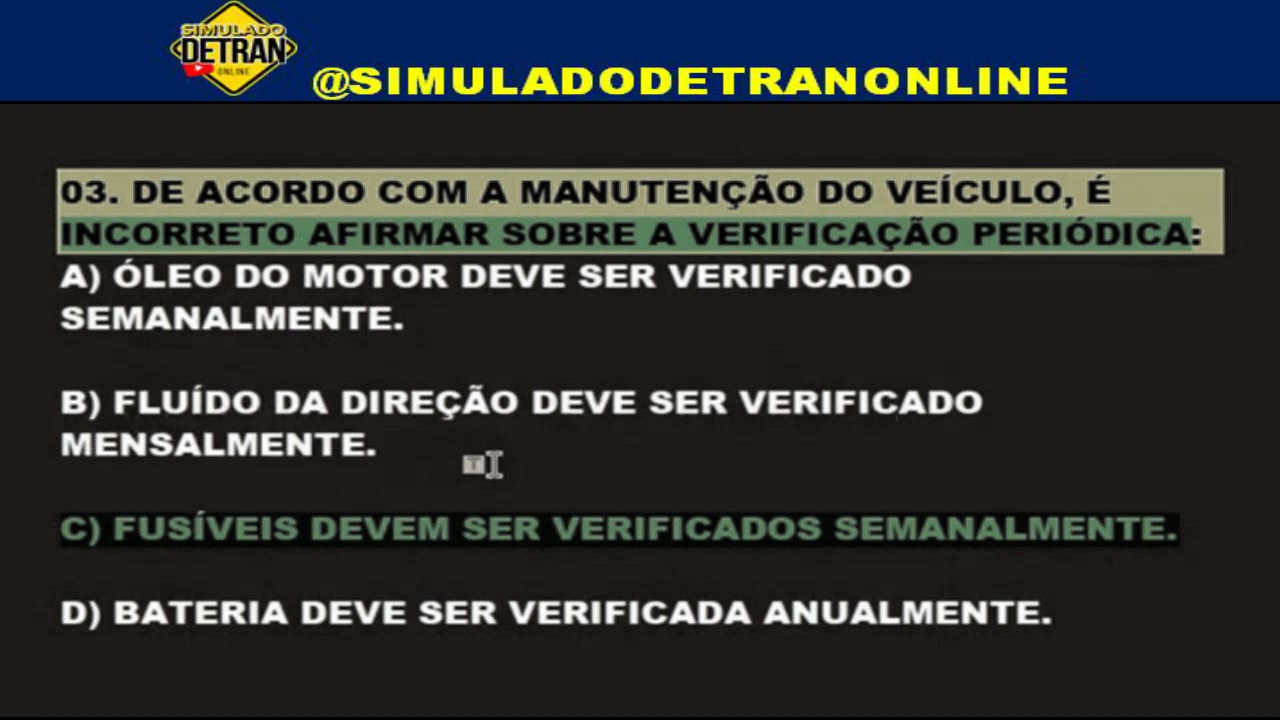 SIMULADO
DETRAN
ONLINE
@SIMULADODETRANONLINE
03. DE ACORDO COM A MANUTENÇÃO DO VEÍCULO, É
INCORRETO AFIRMAR SOBRE A VERIFICAÇÃO PERIÓDICA:
A) ÓLEO DO MOTOR DEVE SER VERIFICADO
SEMANALMENTE.
B) FLUÍDO DA DIREÇÃO DEVE SER VERIFICADO
MENSALMENTE.
C) FUSÍVEIS DEVEM SER VERIFICADOS SEMANALMENTE.
D) BATERIA DEVE SER VERIFICADA ANUALMENTE.